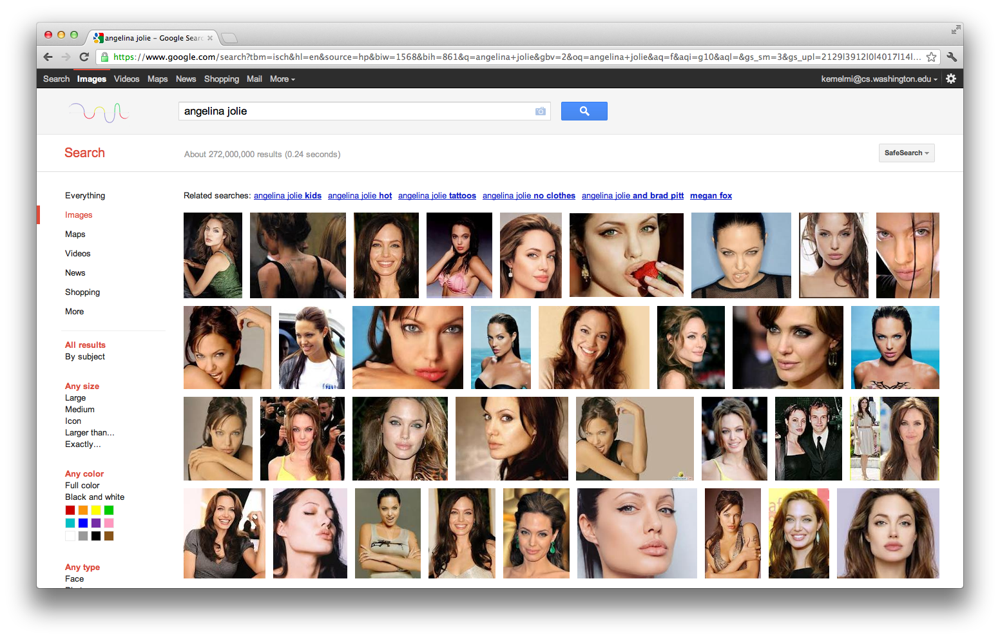 angelina jolie – Google Searc
https://www.google.com/search?tbm=isch&hl=en&source=hp&biw=1568&bih=861&q=angelina+jolie&gbv=2&oq=angelina+jolie&aq=f&aqi=g10&aql=&gs_sm=3&gs_upl=2129l3912l0l4017l14l...
Search Images Videos Maps News Shopping Mail More
kemelmi@cs.washington.edu
angelina jolie
Search
About 272,000,000 results (0.24 seconds)
SafeSearch
Everything
Images
Maps
Videos
News
Shopping
More
All results
By subject
Any size
Large
Medium
Icon
Larger than...
Exactly...
Any color
Full color
Black and white
Any type
Face
Related searches: angelina jolie kids angelina jolie hot angelina jolie tattoos angelina jolie no clothes angelina jolie and brad pitt megan fox